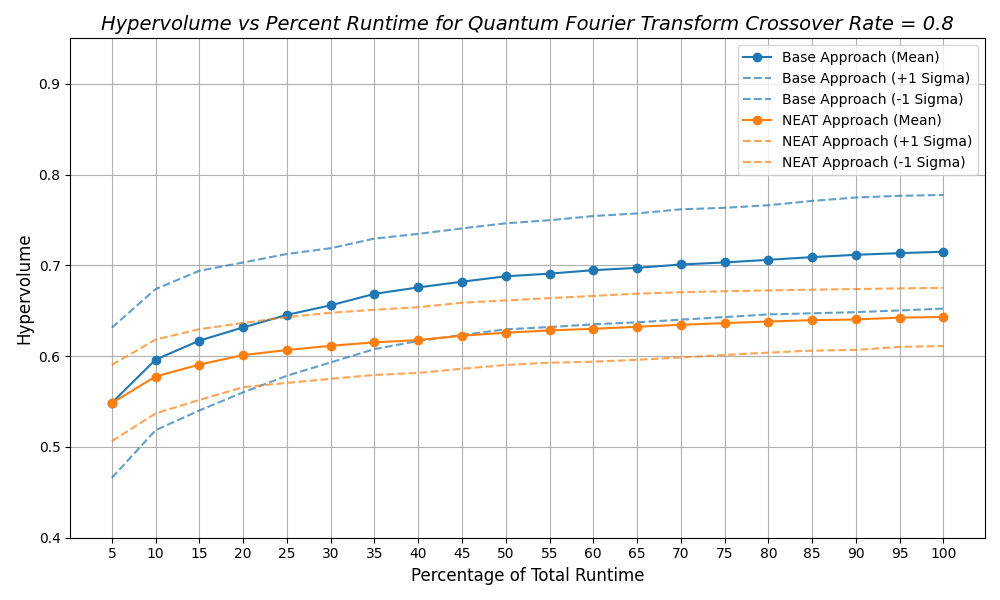 Hypervolume vs Percent Runtime for Quantum Fourier Transform Crossover Rate = 0.8
Base Approach (Mean)
Base Approach (+1 Sigma)
Base Approach (-1 Sigma)
NEAT Approach (Mean)
NEAT Approach (+1 Sigma)
NEAT Approach (-1 Sigma)
Hypervolume
0.9
0.8
0.7
0.6
0.5
0.4
5 10 15 20 25 30 35 40 45 50 55 60 65 70 75 80 85 90 95 100
Percentage of Total Runtime